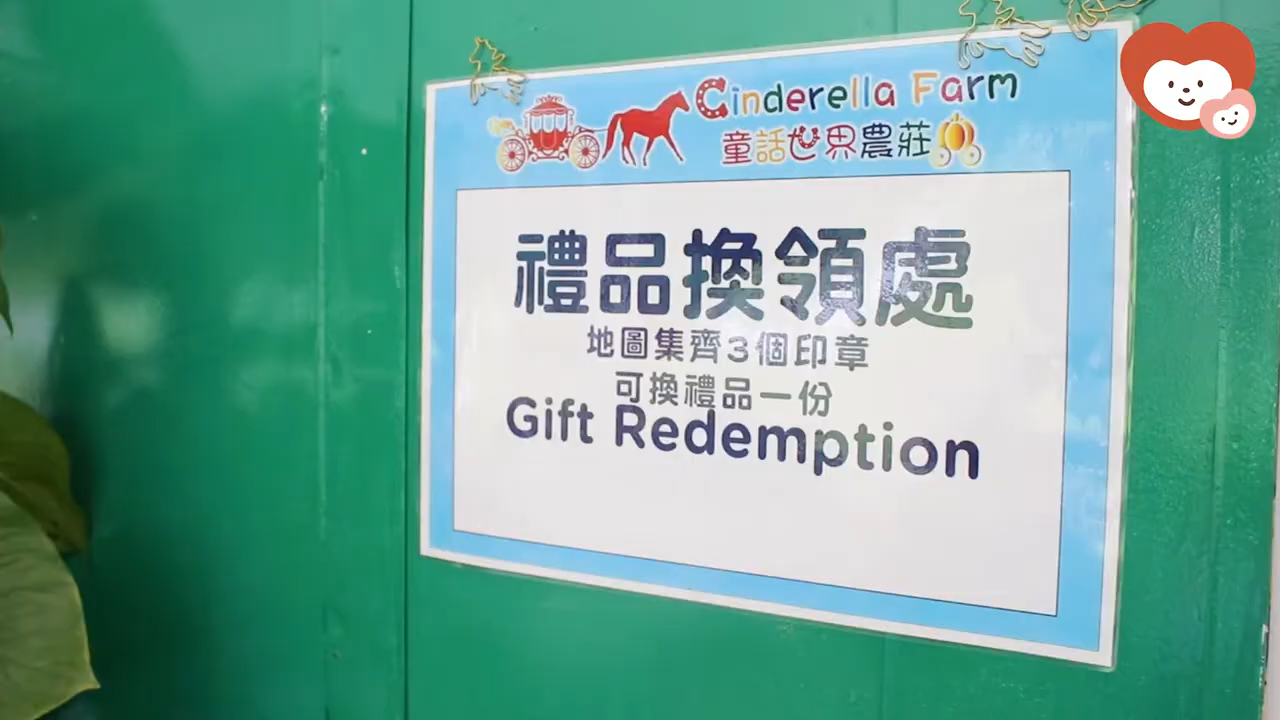 Cinderella Farm
童話世界農莊
禮品換領處
地圖集齊3個印章
可換禮品一份
Gift Redemption